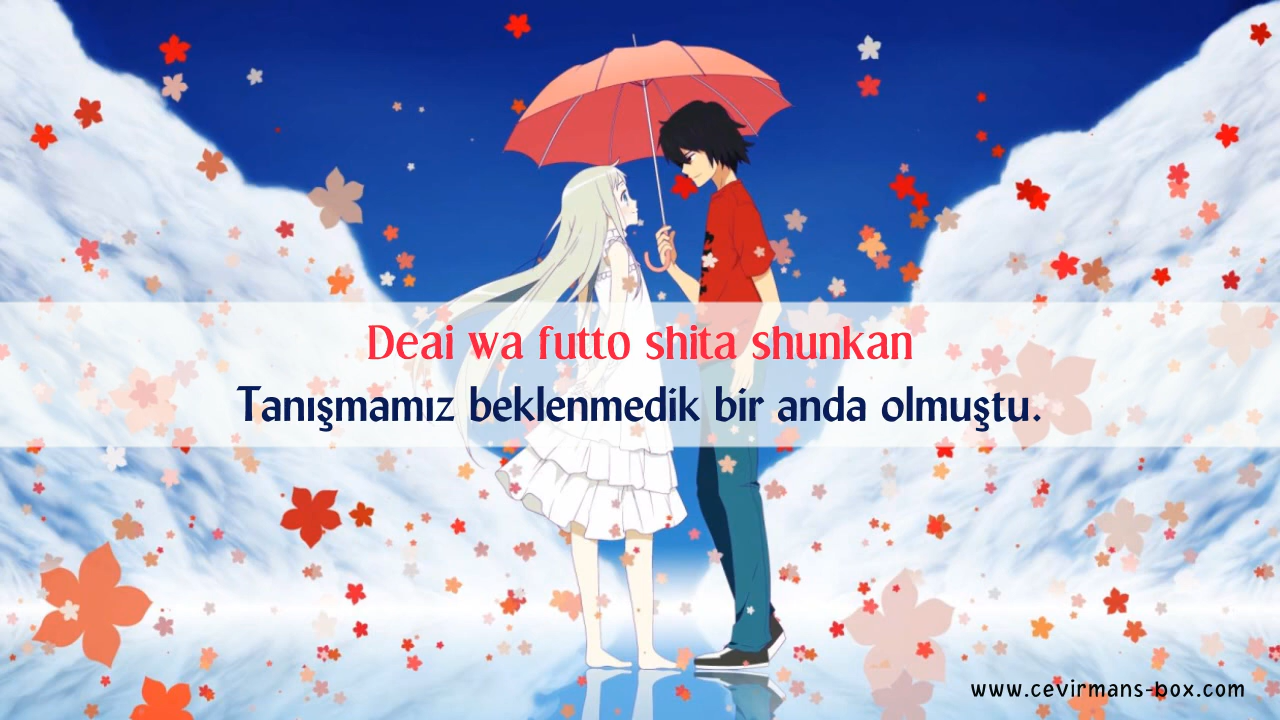 Deai wa futto shita shunkan
Tanışmamız beklenmedik bir anda olmuştu.
www.cevirmans-box.com